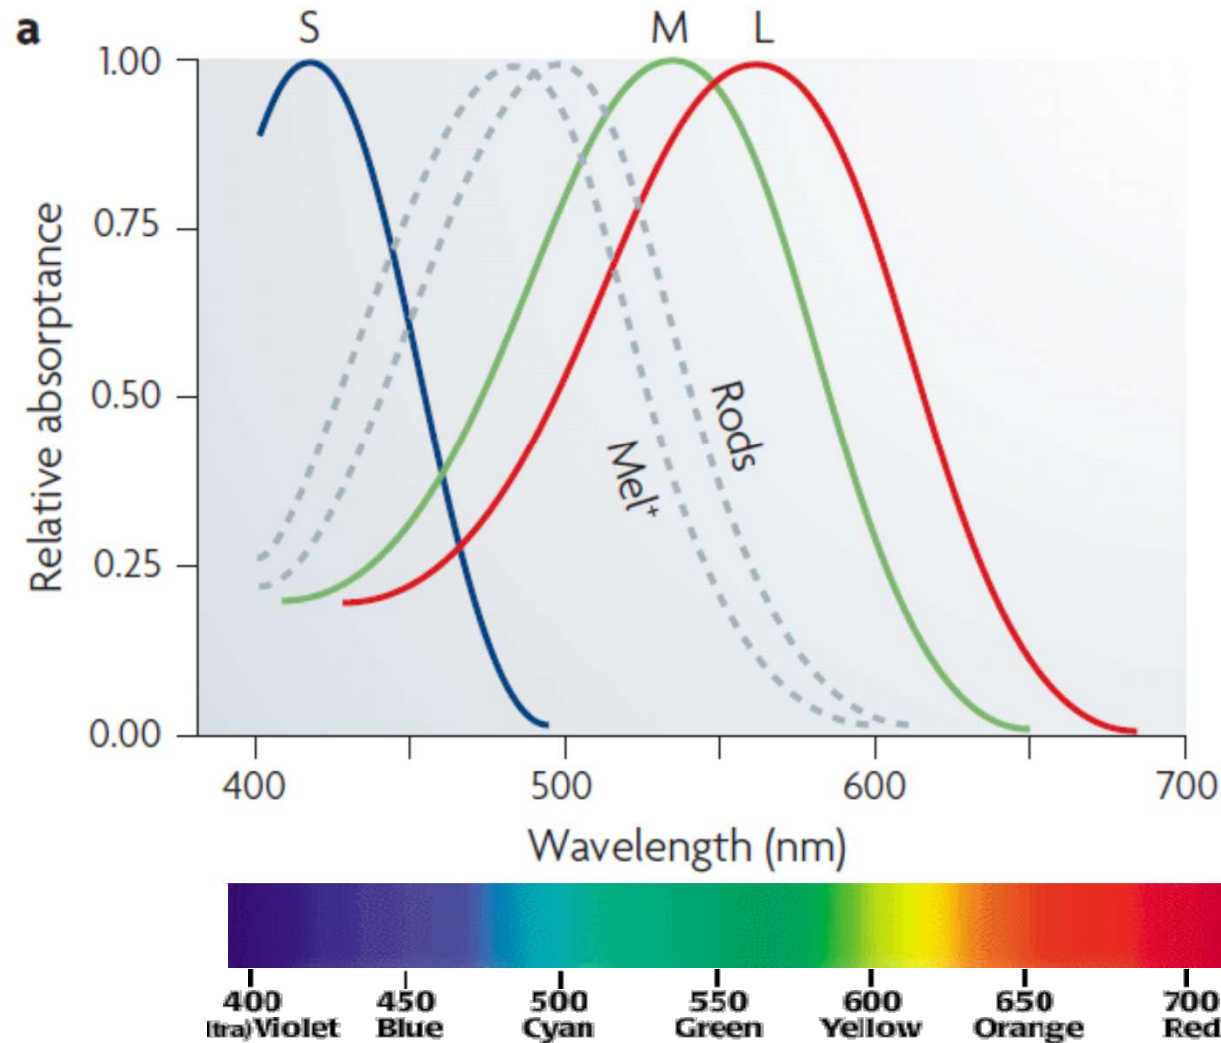 a
S M L
1.00
0.75
0.50
0.25
0.00
Relative absorptance
Rods
Mel+
400 500 600 700
Wavelength (nm)
400 450 500 550 600 650 700
ltra) Violet Blue Cyan Green Yellow Orange Red